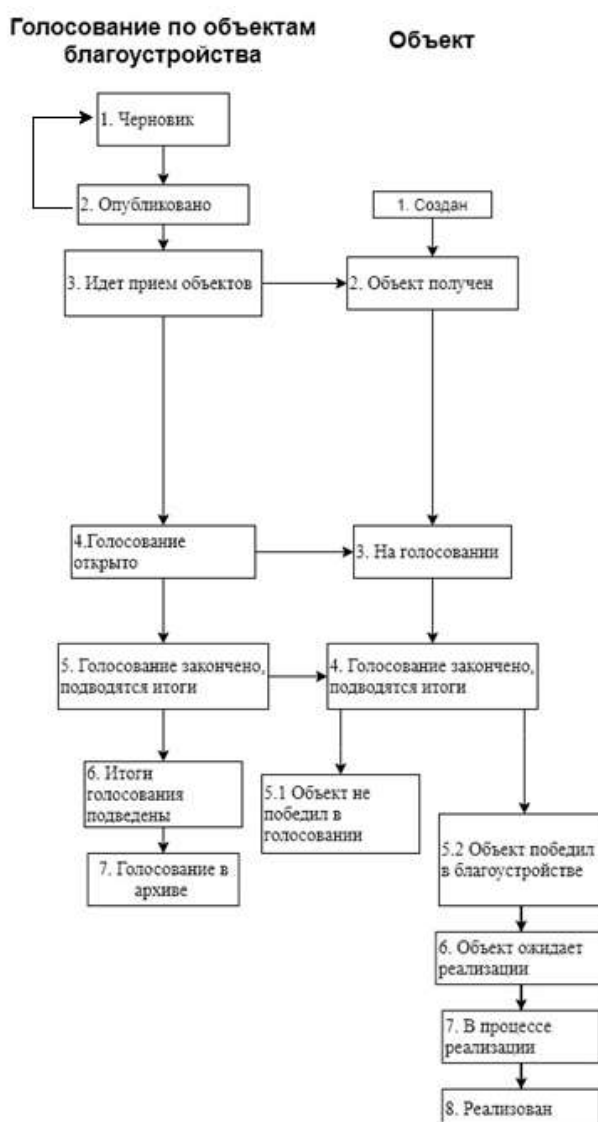 Голосование по объектам
благоустройства
Объект
1. Черновик
2. Опубликовано
1. Создан
3. Идет прием объектов
2. Объект получен
4.Голосование
открыто
3. На голосовании
5. Голосование закончено,
подводятся итоги
4. Голосование закончено,
подводятся итоги
6. Итоги
голосования
подведены
5.1 Объект не
победил в
голосовании
7. Голосование в
архиве
5.2 Объект победил
в благоустройстве
6. Объект ожидает
реализации
7. В процессе
реализации
8. Реализован